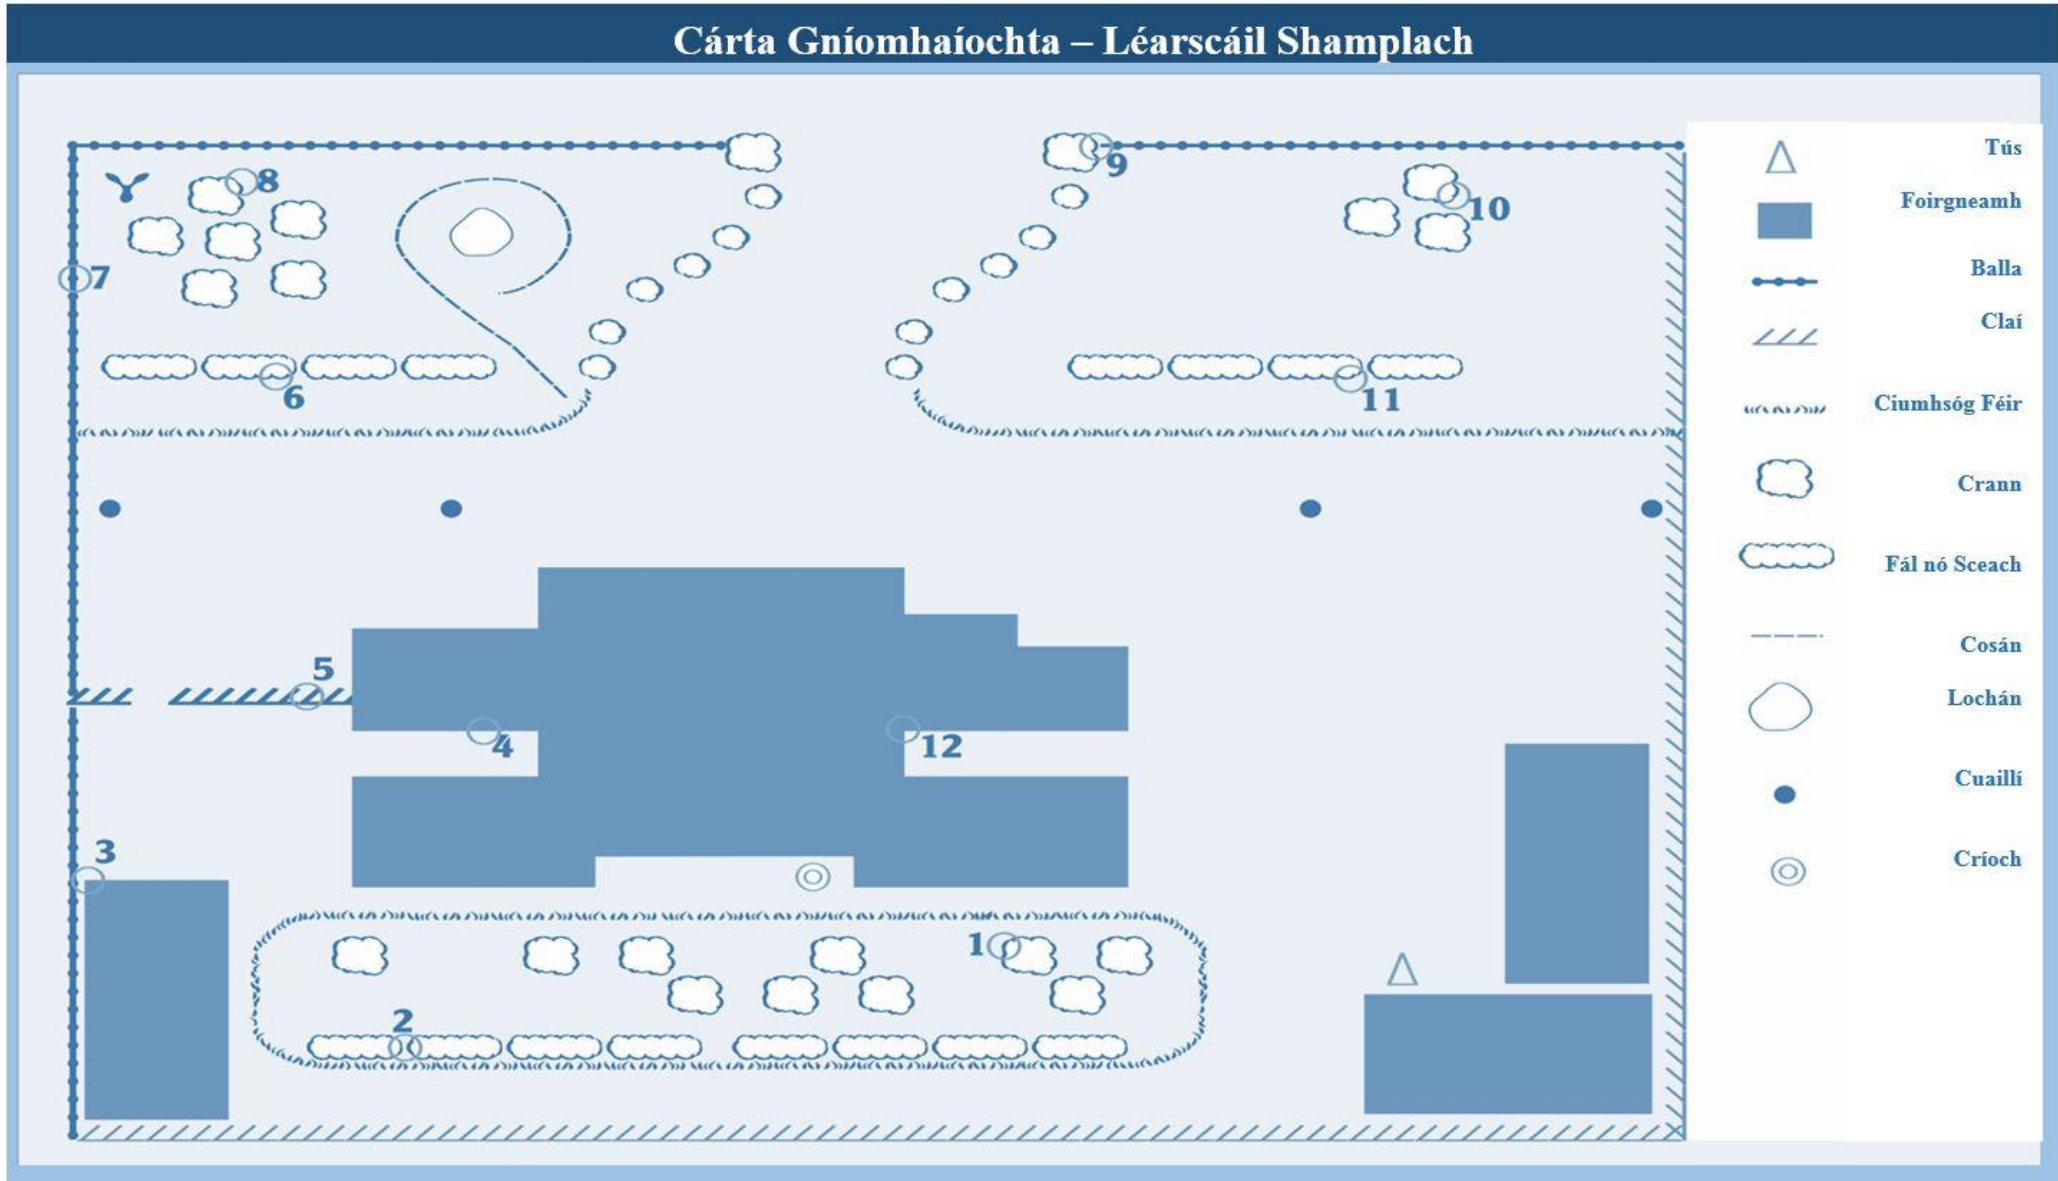 Cárta Gníomhaíochta – Léarscáil Shamplach
8
9
10
7
6
11
5
4
12
3
1
2
Tús
Foirgneamh
Balla
Claí
Ciumhsóg Féir
Crann
Fál nó Sceach
Cosán
Lochán
Cuaillí
Críoch